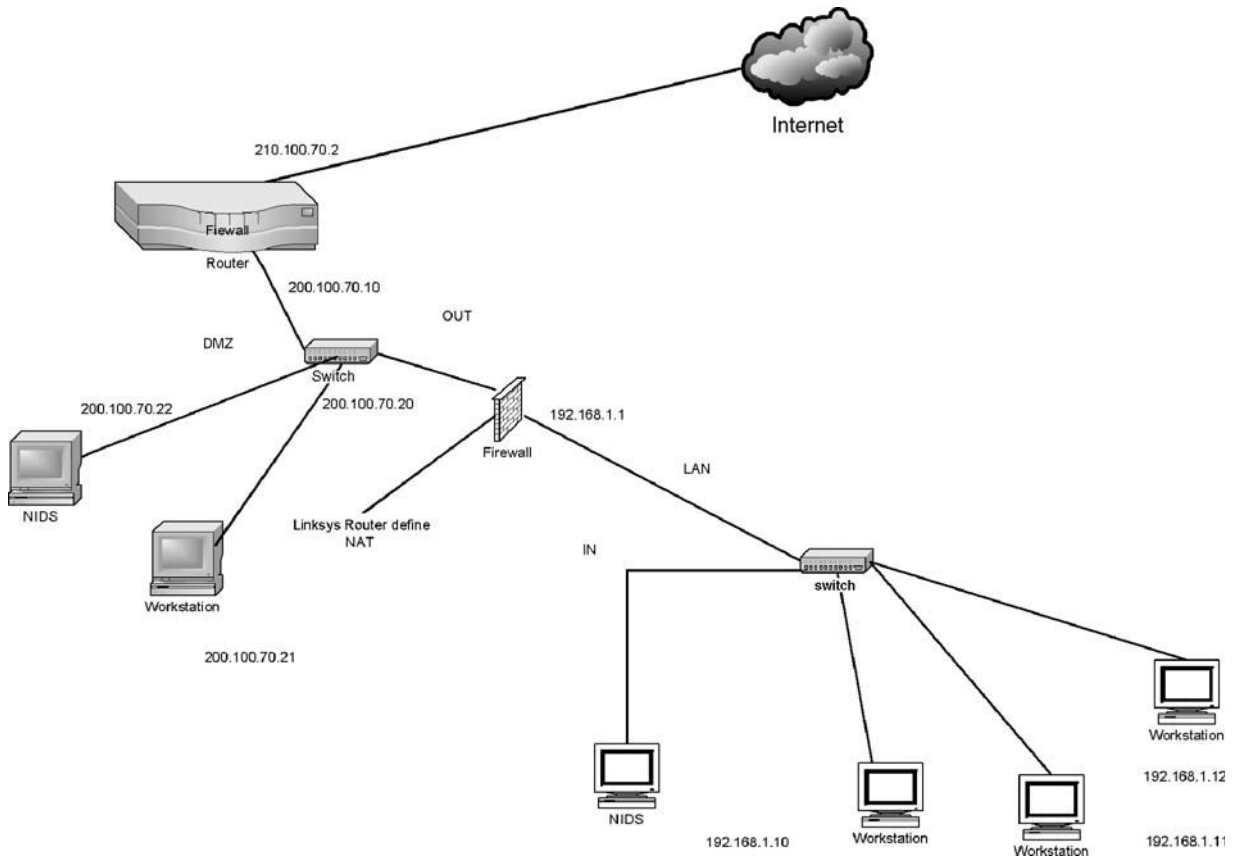 Internet
210.100.70.2
Fiewall
Router
200.100.70.10
OUT
DMZ
Switch
200.100.70.20
200.100.70.22
192.168.1.1
Firewall
LAN
NIDS
Linksys Router define
NAT
IN
switch
Workstation
200.100.70.21
Workstation
192.168.1.12
NIDS
192.168.1.10
Workstation
Workstation
192.168.1.11